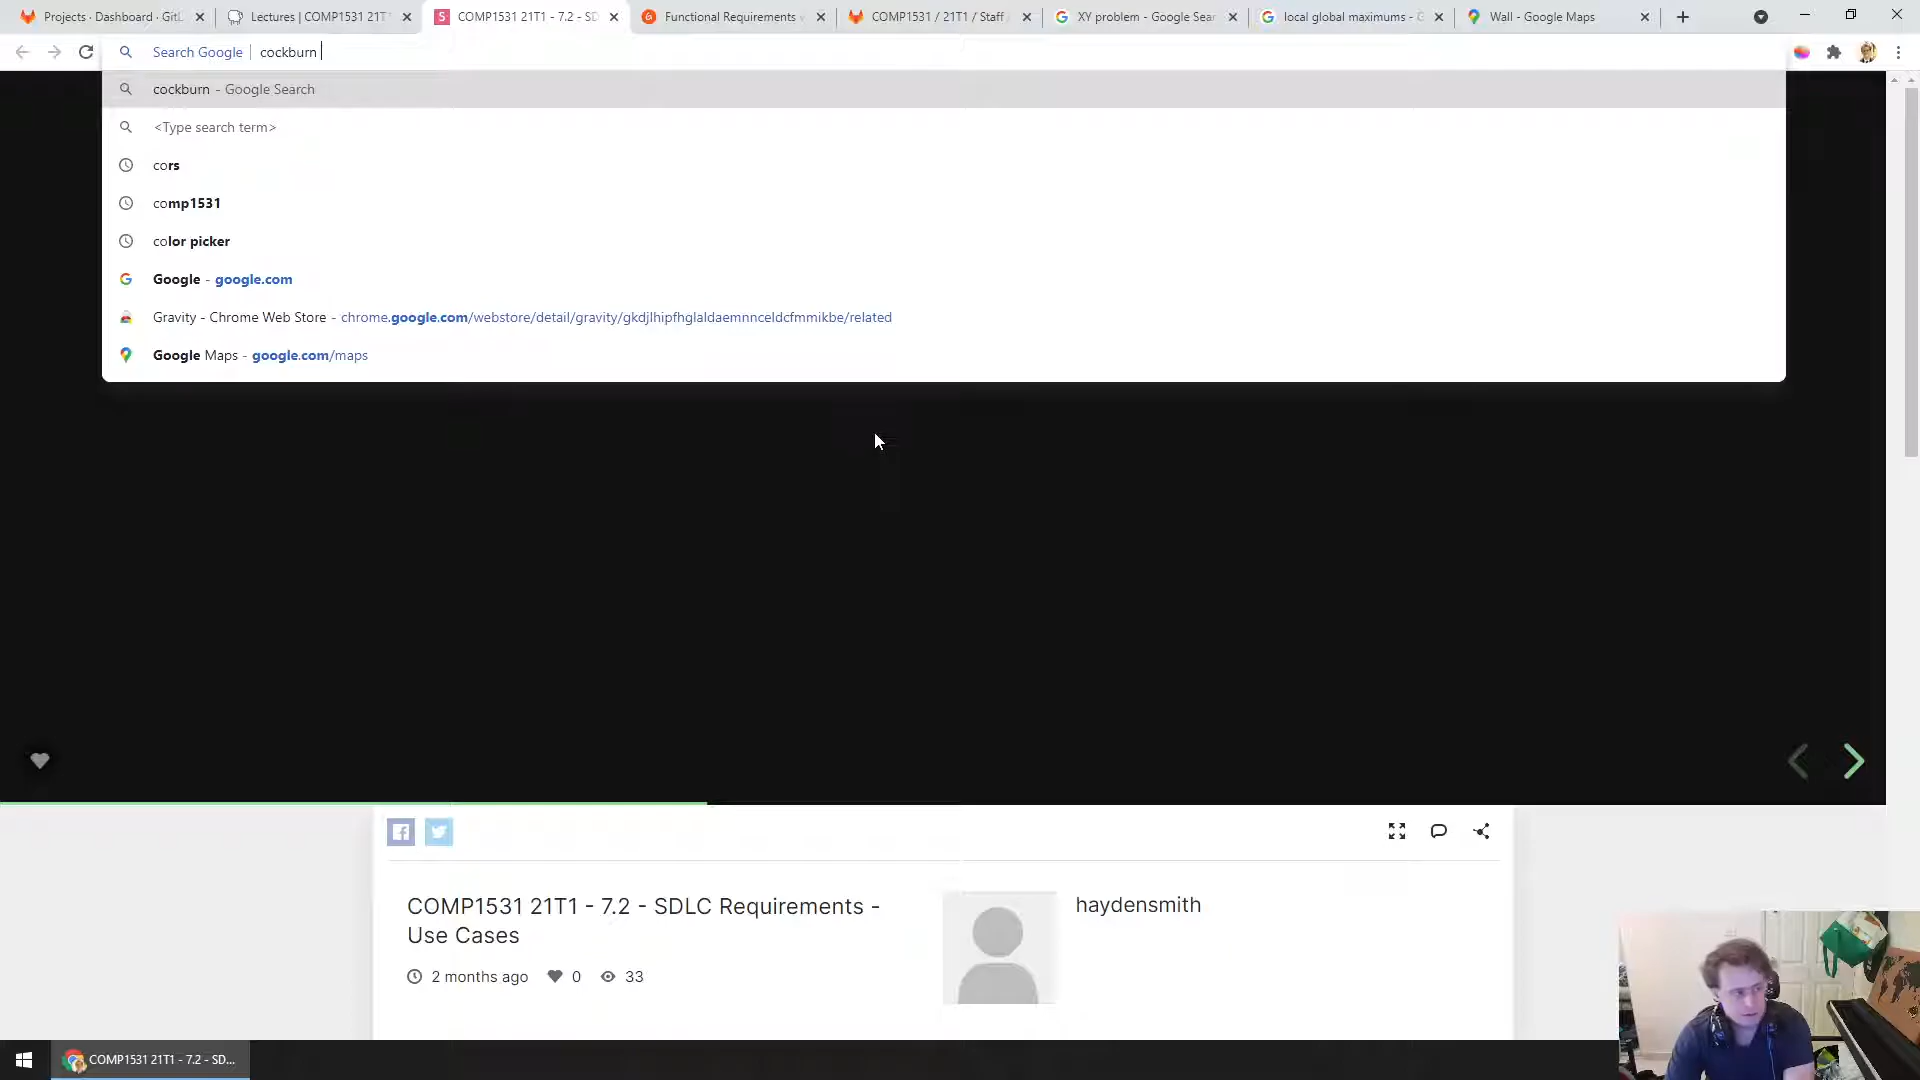 Projects · Dashboard · GitL
Lectures | COMP1531 21T1
COMP1531 21T1 - 7.2 - SD
Functional Requirements v
COMP1531 / 21T1 / Staff
XY problem - Google Sear
local global maximums - G
Wall - Google Maps
Search Google | cockburn
cockburn - Google Search
<Type search term>
cors
comp1531
color picker
Google - google.com
Gravity - Chrome Web Store - chrome.google.com/webstore/detail/gravity/gkdjlhipfhglaldaemnnceldcfmmikbe/related
Google Maps - google.com/maps
COMP1531 21T1 - 7.2 - SDLC Requirements -
Use Cases
haydensmith
2 months ago 0 33
COMP1531 21T1 - 7.2 - SD...